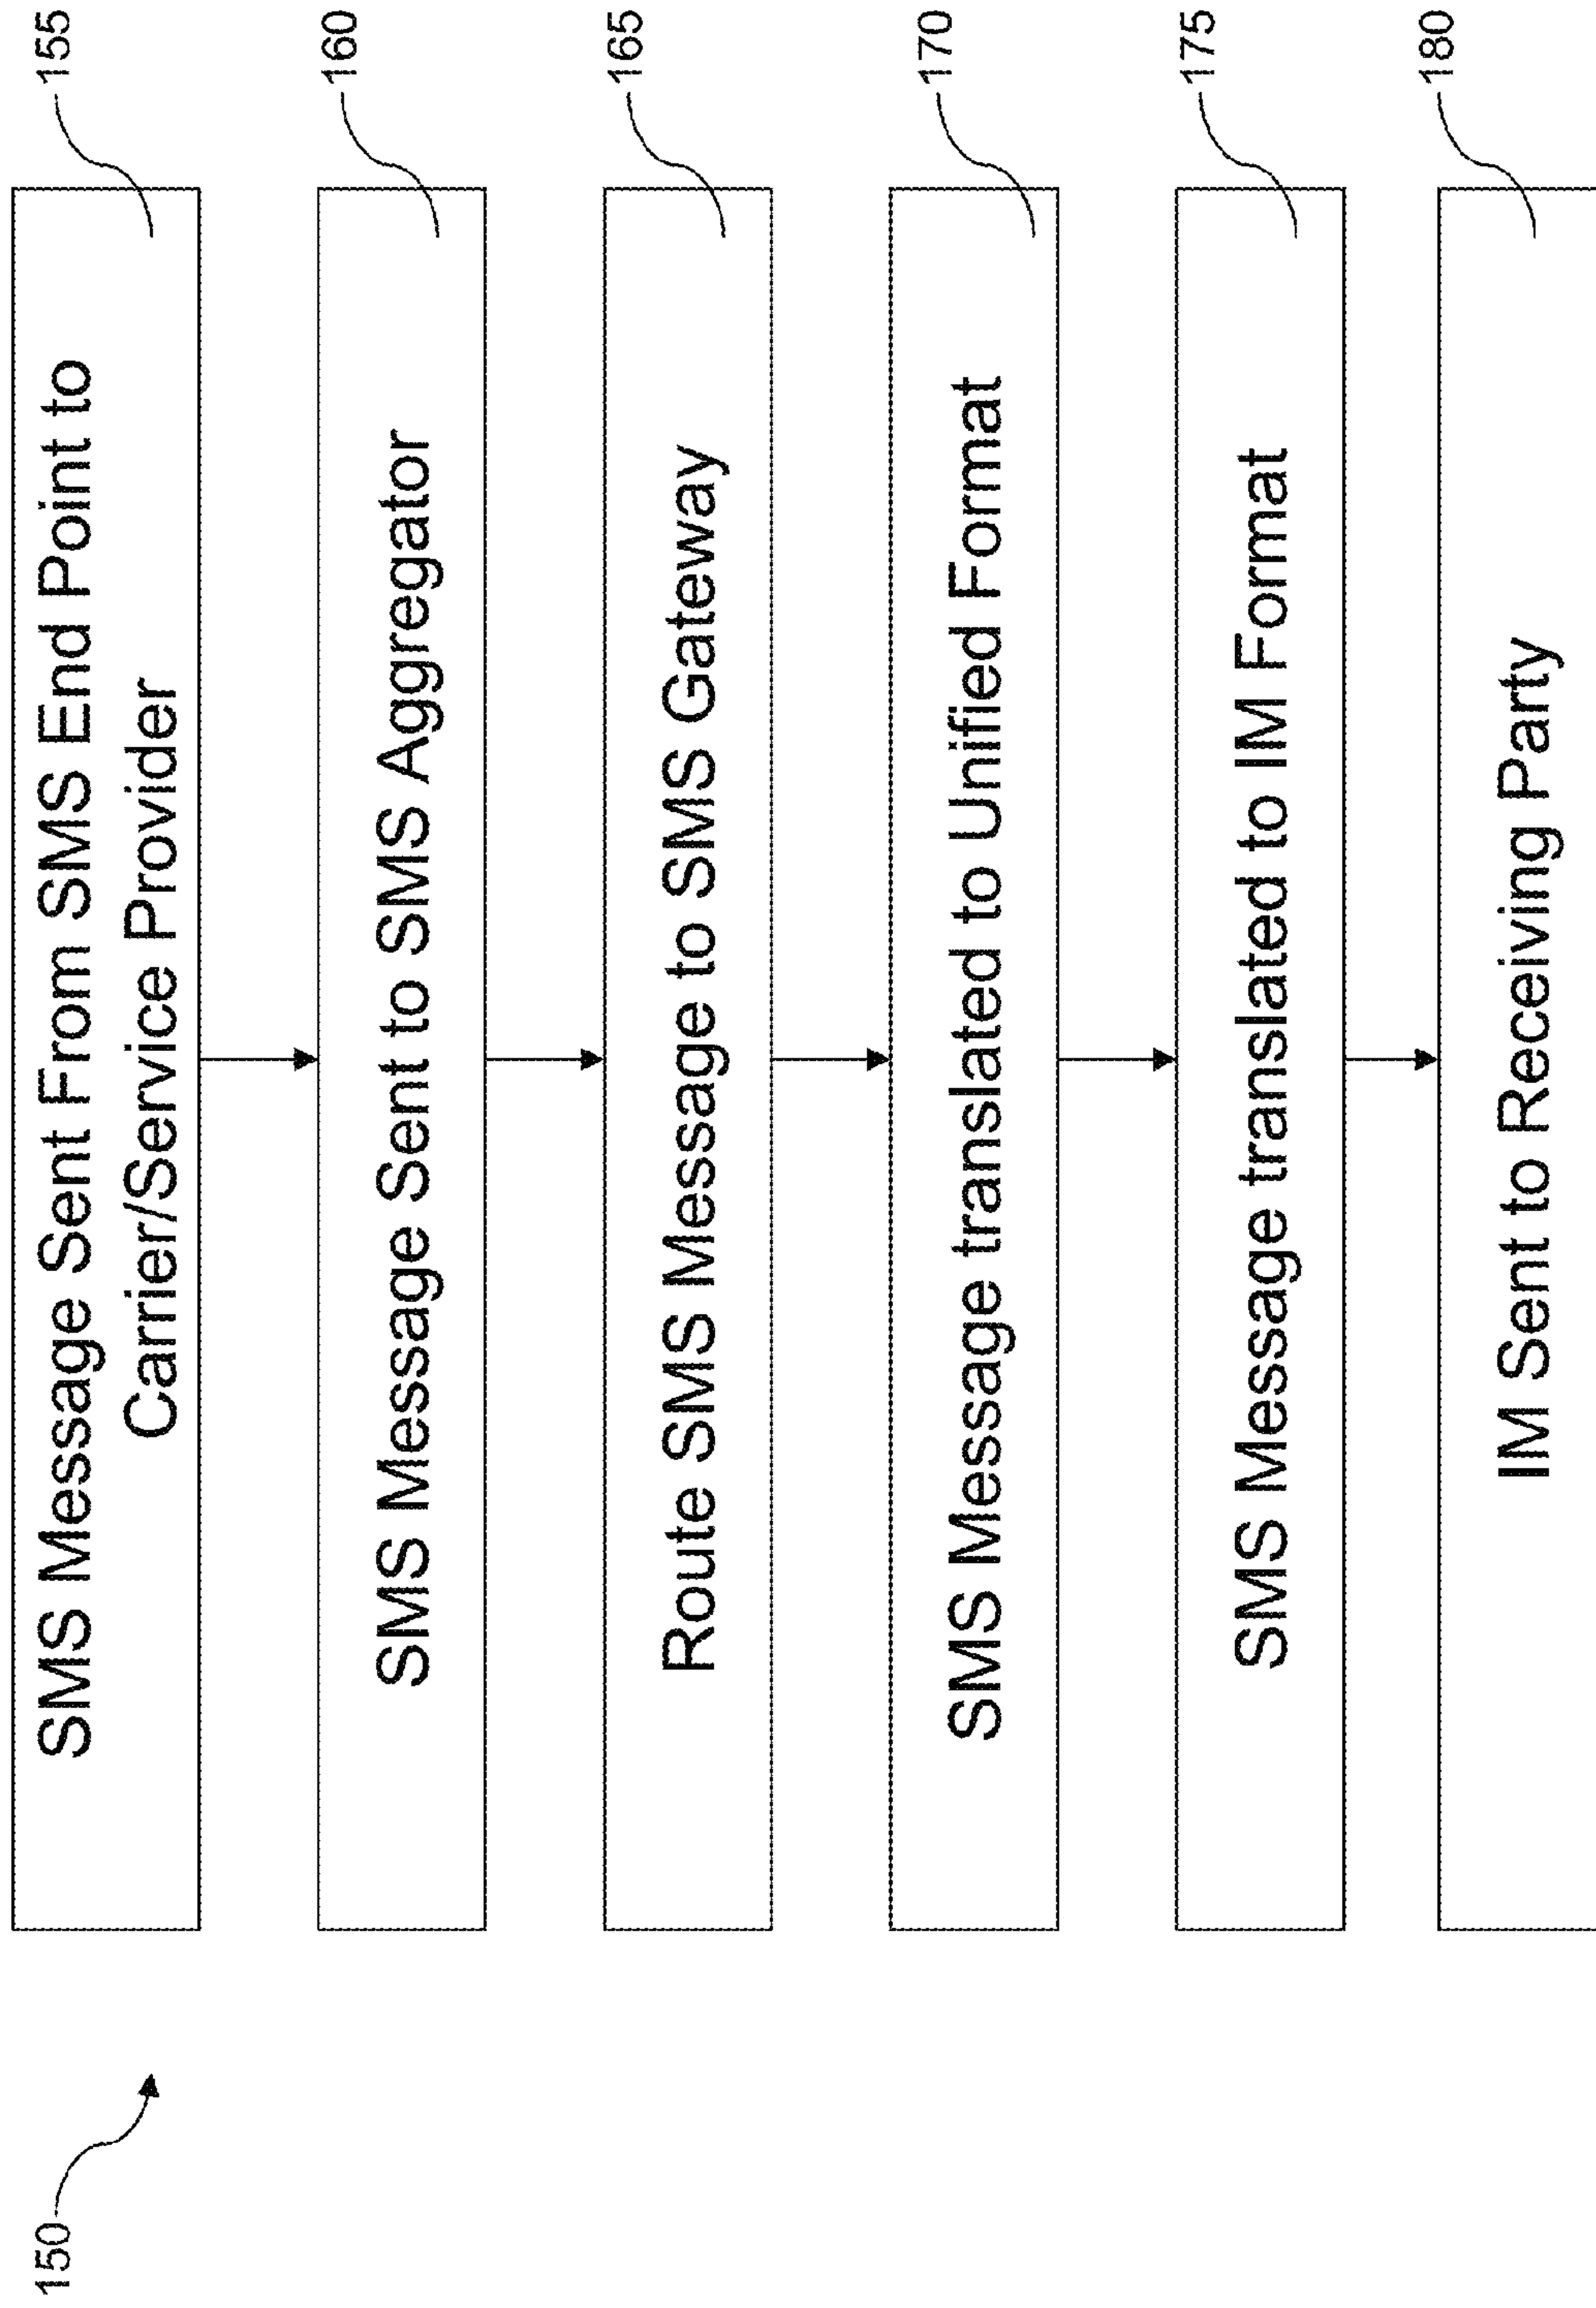 150
SMS Message Sent From SMS End Point to
Carrier/Service Provider
155
SMS Message Sent to SMS Aggregator
160
Route SMS Message to SMS Gateway
165
SMS Message translated to Unified Format
170
SMS Message translated to IM Format
175
IM Sent to Receiving Party
180